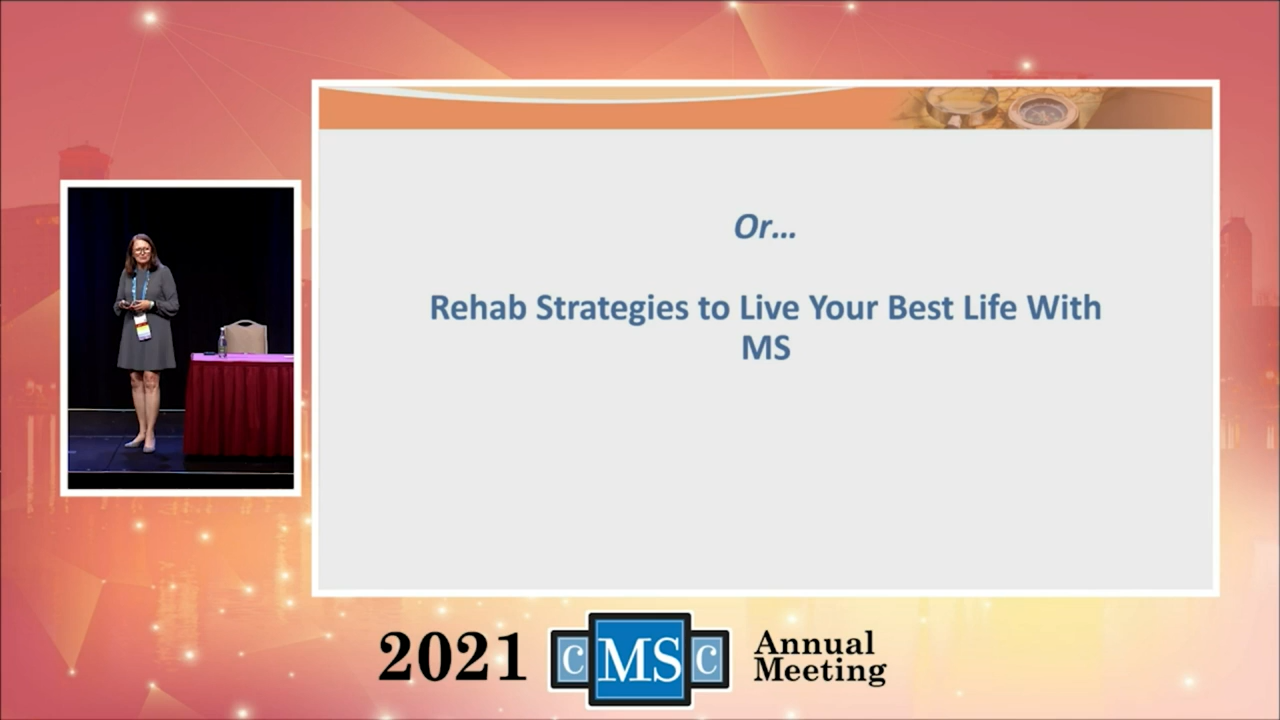 Or...
Rehab Strategies to Live Your Best Life With
MS
2021 CMSC Annual
Meeting